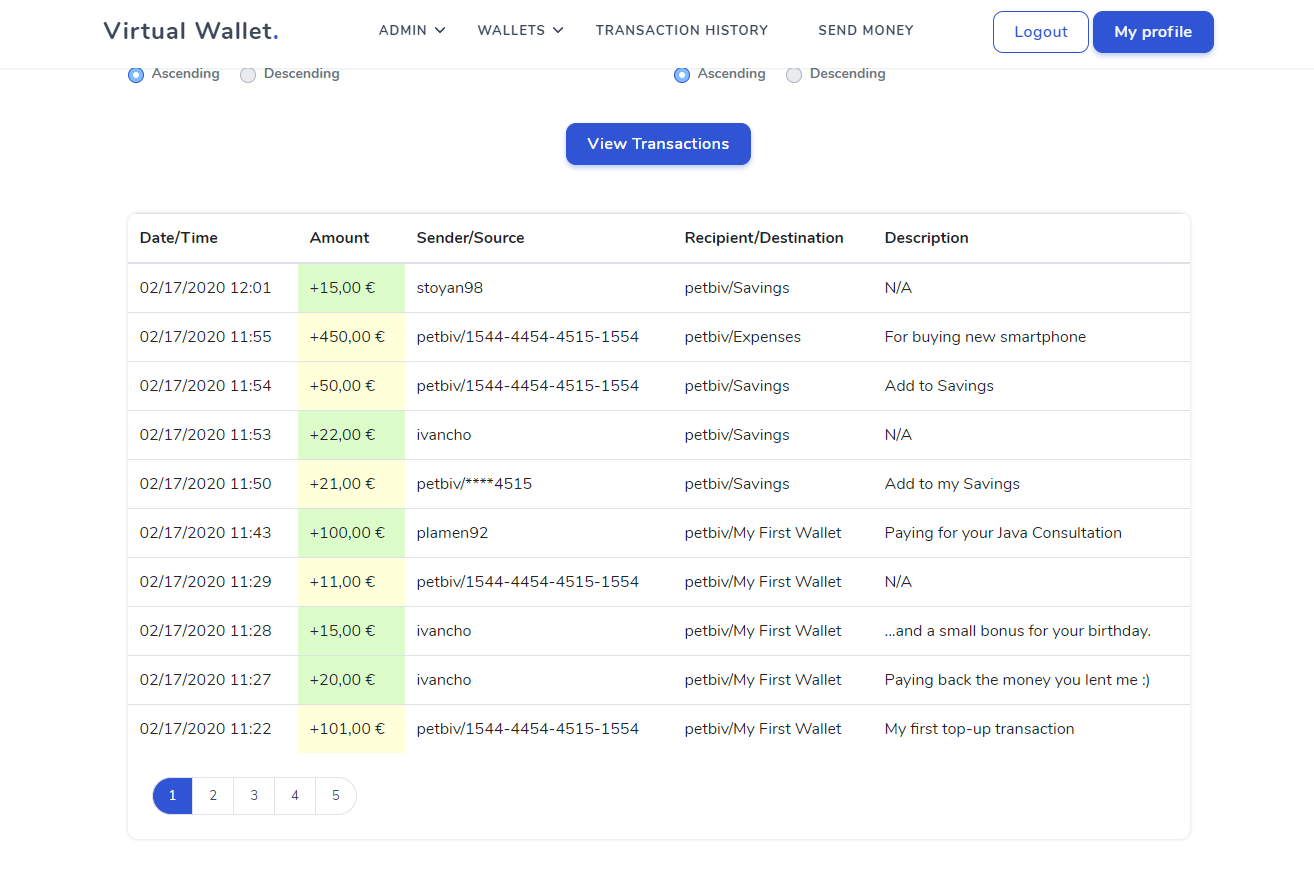 Virtual Wallet. ADMIN WALLETS TRANSACTION HISTORY SEND MONEY Logout My profile
Ascending Descending Ascending Descending
View Transactions
Date/Time Amount Sender/Source Recipient/Destination Description
02/17/2020 12:01 +15,00 € stoyan98 petbiv/Savings N/A
02/17/2020 11:55 +450,00 € petbiv/1544-4454-4515-1554 petbiv/Expenses For buying new smartphone
02/17/2020 11:54 +50,00 € petbiv/1544-4454-4515-1554 petbiv/Savings Add to Savings
02/17/2020 11:53 +22,00 € ivancho petbiv/Savings N/A
02/17/2020 11:50 +21,00 € petbiv/****4515 petbiv/Savings Add to my Savings
02/17/2020 11:43 +100,00 € plamen92 petbiv/My First Wallet Paying for your Java Consultation
02/17/2020 11:29 +11,00 € petbiv/1544-4454-4515-1554 petbiv/My First Wallet N/A
02/17/2020 11:28 +15,00 € ivancho petbiv/My First Wallet ...and a small bonus for your birthday.
02/17/2020 11:27 +20,00 € ivancho petbiv/My First Wallet Paying back the money you lent me :)
02/17/2020 11:22 +101,00 € petbiv/1544-4454-4515-1554 petbiv/My First Wallet My first top-up transaction
1 2 3 4 5